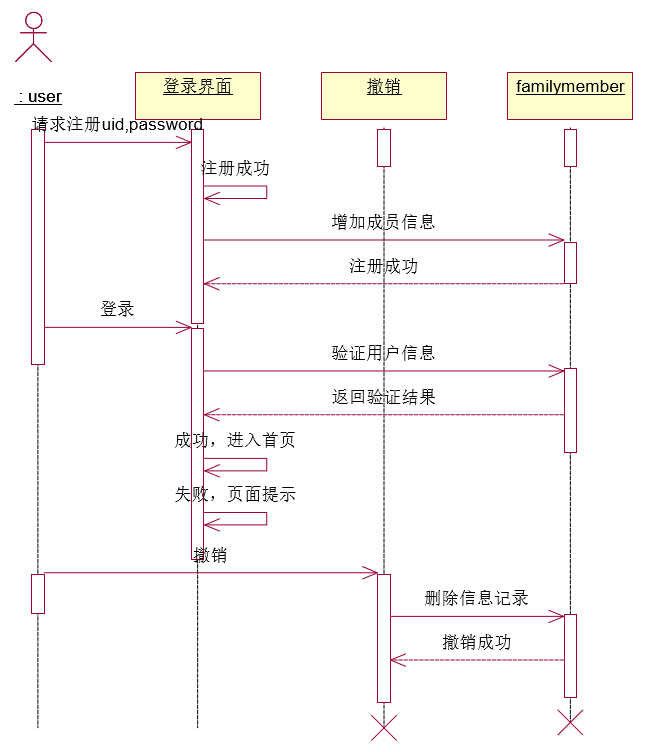 : user
登录界面
撤销
familymember
请求注册uid,password
注册成功
增加成员信息
注册成功
登录
验证用户信息
返回验证结果
成功，进入首页
失败，页面提示
撤销
删除信息记录
撤销成功